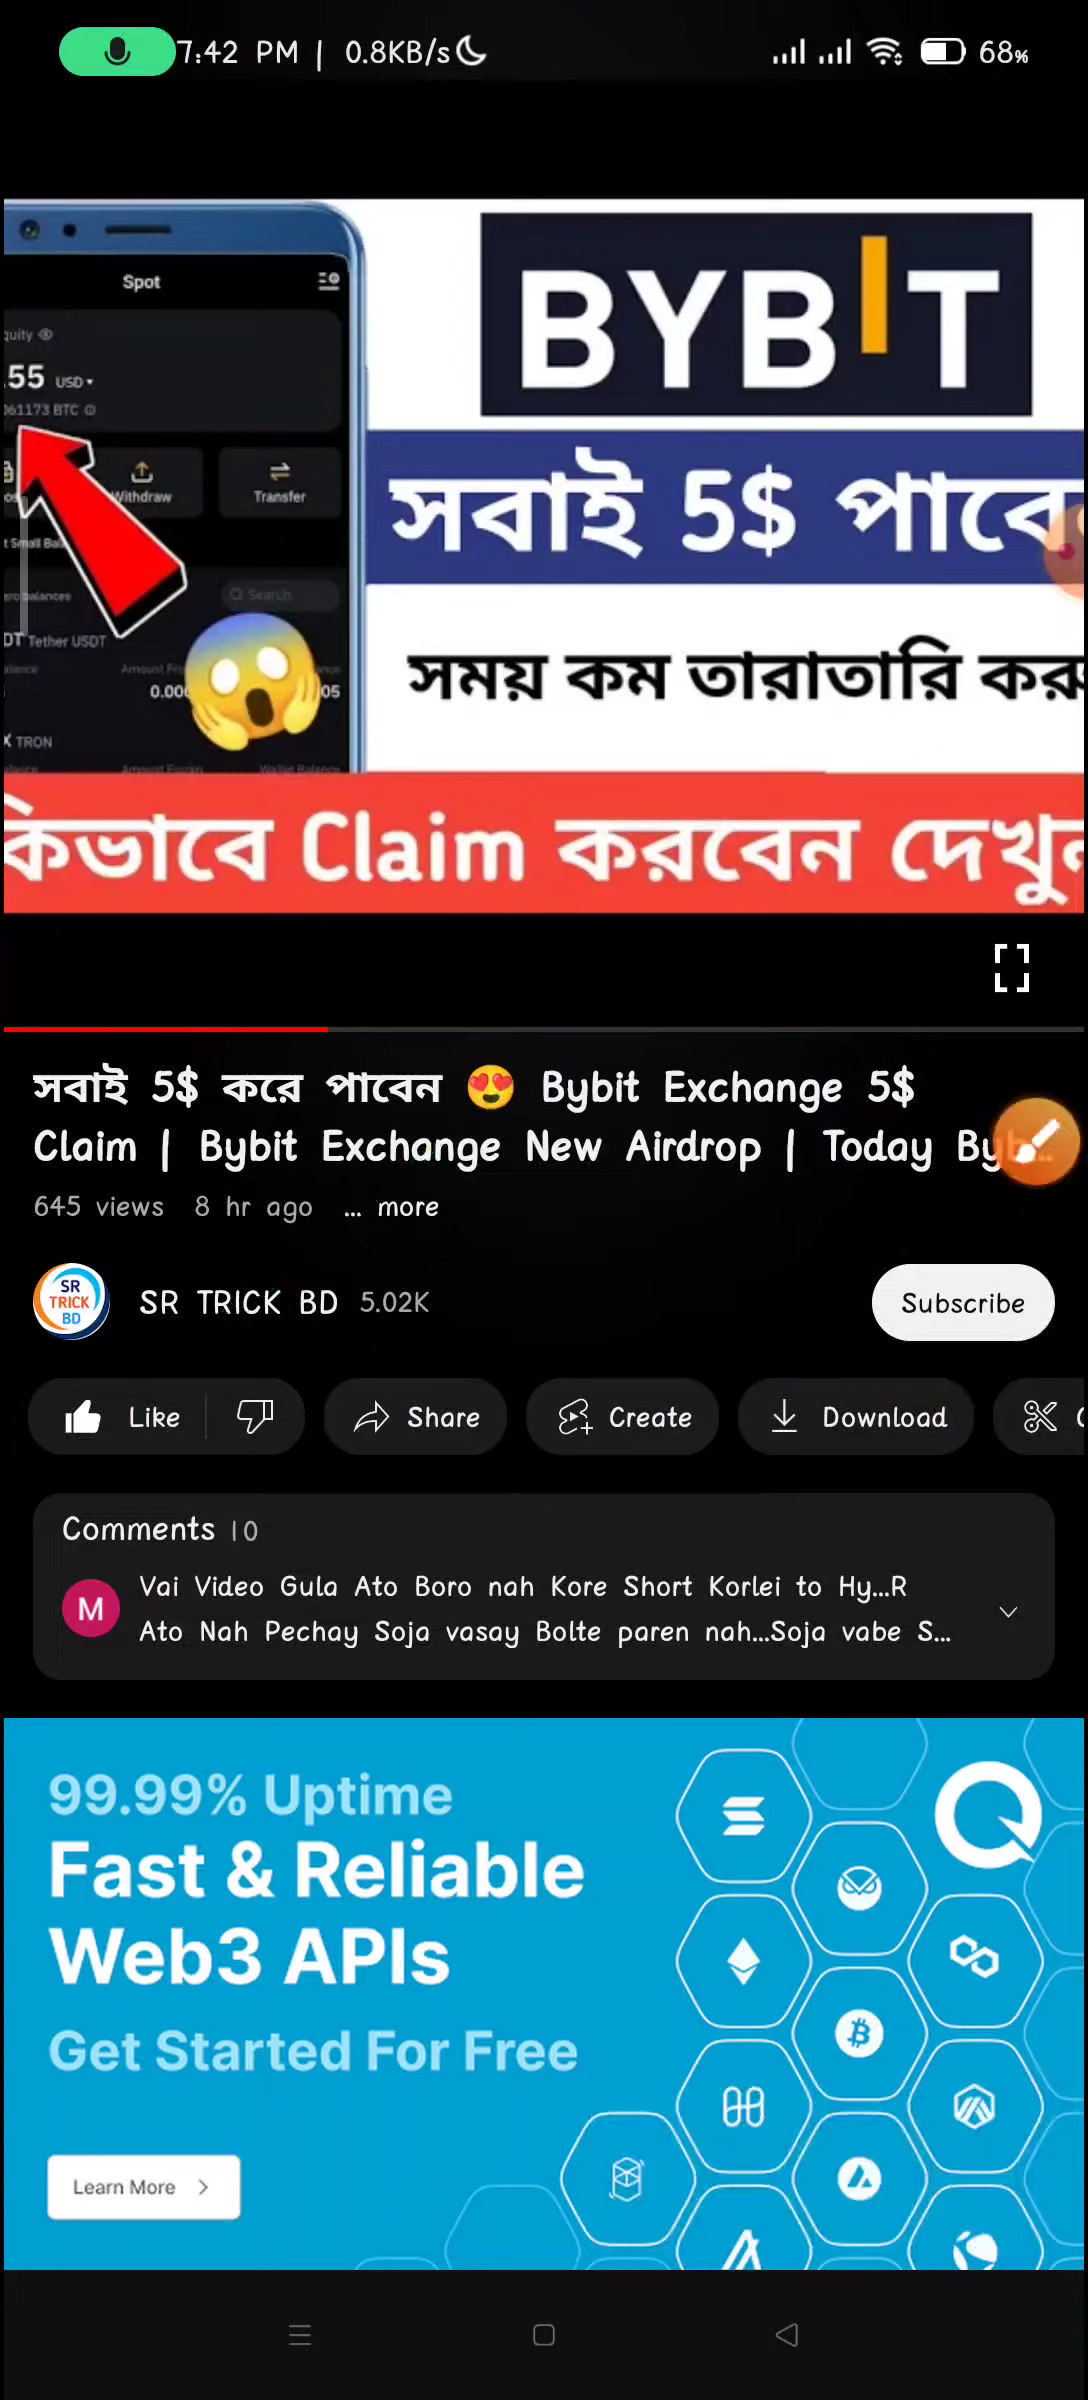 7:42 PM | 0.8KB/s
68%
Spot
BYBIT
.55 USD
061173 BTC
Withdraw
Transfer
সবাই 5$
Search
Tether USDT
সময় কম তারাতারি
TRON
কিভাবে Claim করবেন
সবাই 5$ করে পাবেন 😍 Bybit Exchange 5$
Claim | Bybit Exchange New Airdrop | Today
645 views 8 hr ago ... more
SR TRICK BD
SR TRICK BD 5.02K
Subscribe
Like
Share
Create
Download
Comments 10
M
Vai Video Gula Ato Boro nah Kore Short Korlei to Hy...R
Ato Nah Pechay Soja vasay Bolte paren nah...Soja vabe S...
99.99% Uptime
Fast & Reliable
Web3 APIs
Get Started For Free
Learn More